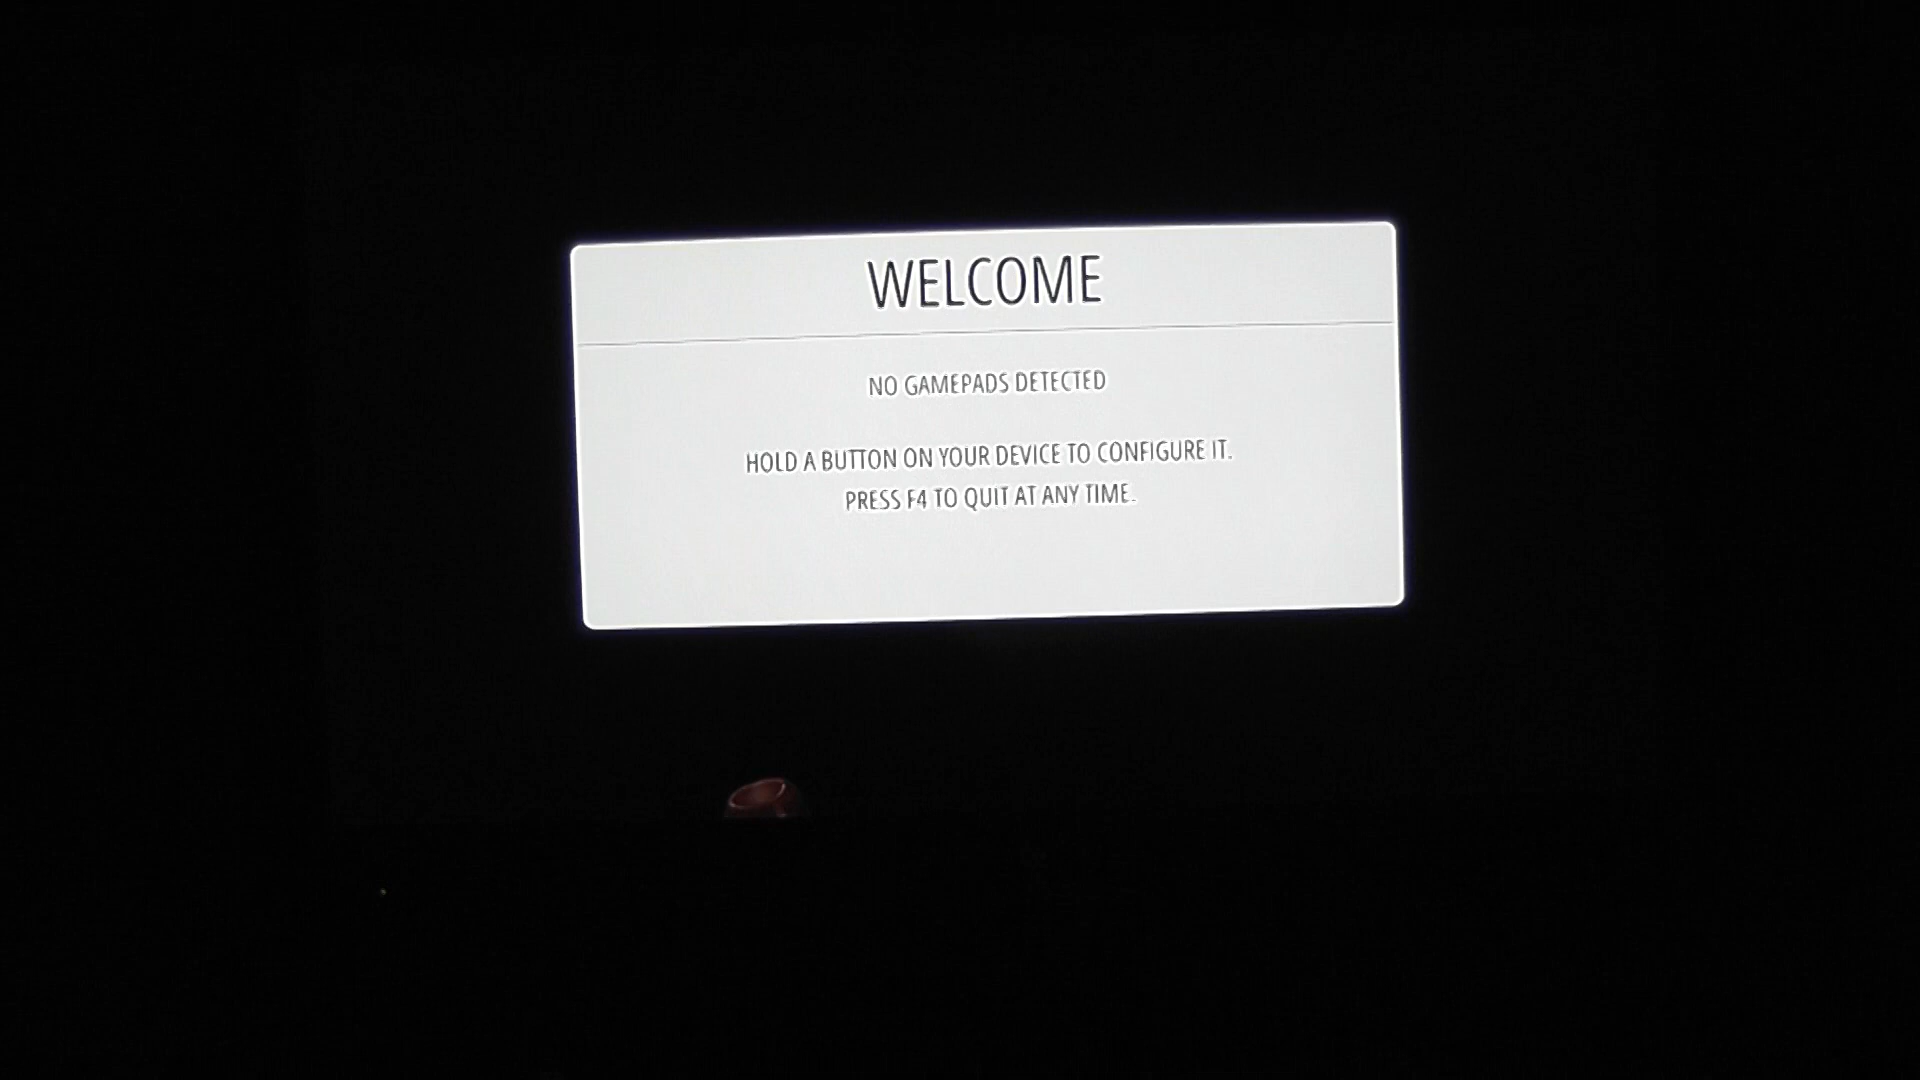 WELCOME
NO GAMEPADS DETECTED
HOLD A BUTTON ON YOUR DEVICE TO CONFIGURE IT.
PRESS F4 TO QUIT AT ANY TIME.